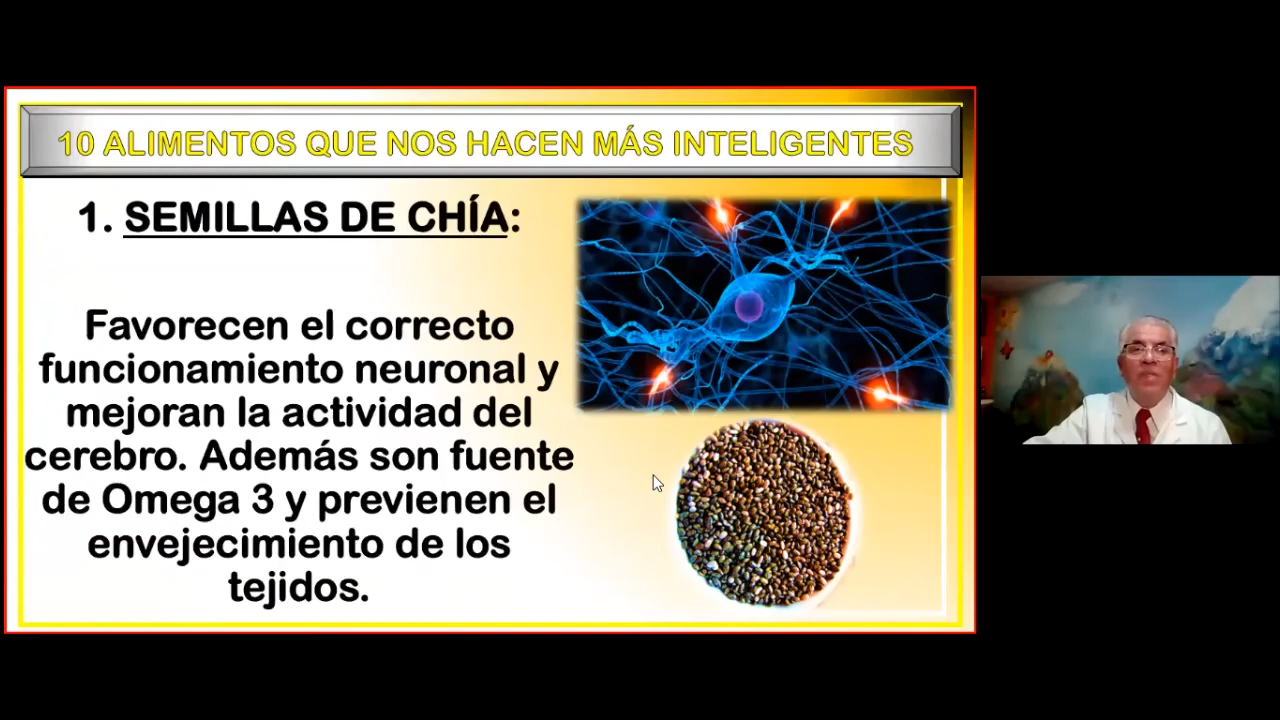 10 ALIMENTOS QUE NOS HACEN MÁS INTELIGENTES
1. SEMILLAS DE CHÍA:
Favorecen el correcto
funcionamiento neuronal y
mejoran la actividad del
cerebro. Además son fuente
de Omega 3 y previenen el
envejecimiento de los
tejidos.